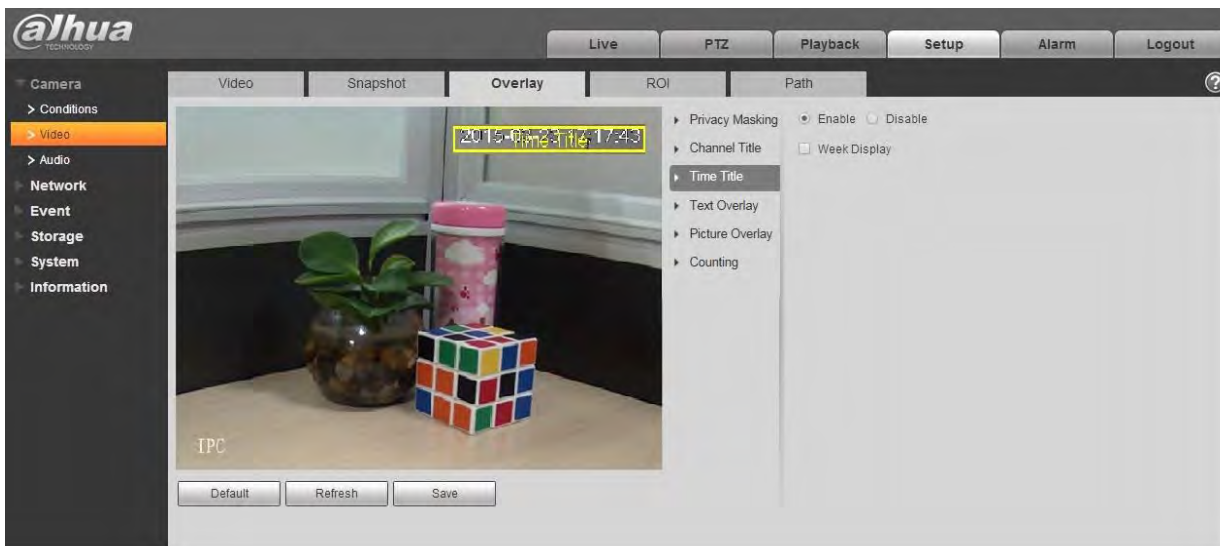 alhua
TECHNOLOGY
Live PTZ Playback Setup Alarm Logout
Camera
> Conditions
> Video
> Audio
Network
Event
Storage
System
Information
Video Snapshot Overlay ROI Path
?
Time Title
IPC
Privacy Masking
Channel Title
Time Title
Text Overlay
Picture Overlay
Counting
Enable Disable
Week Display
Default Refresh Save